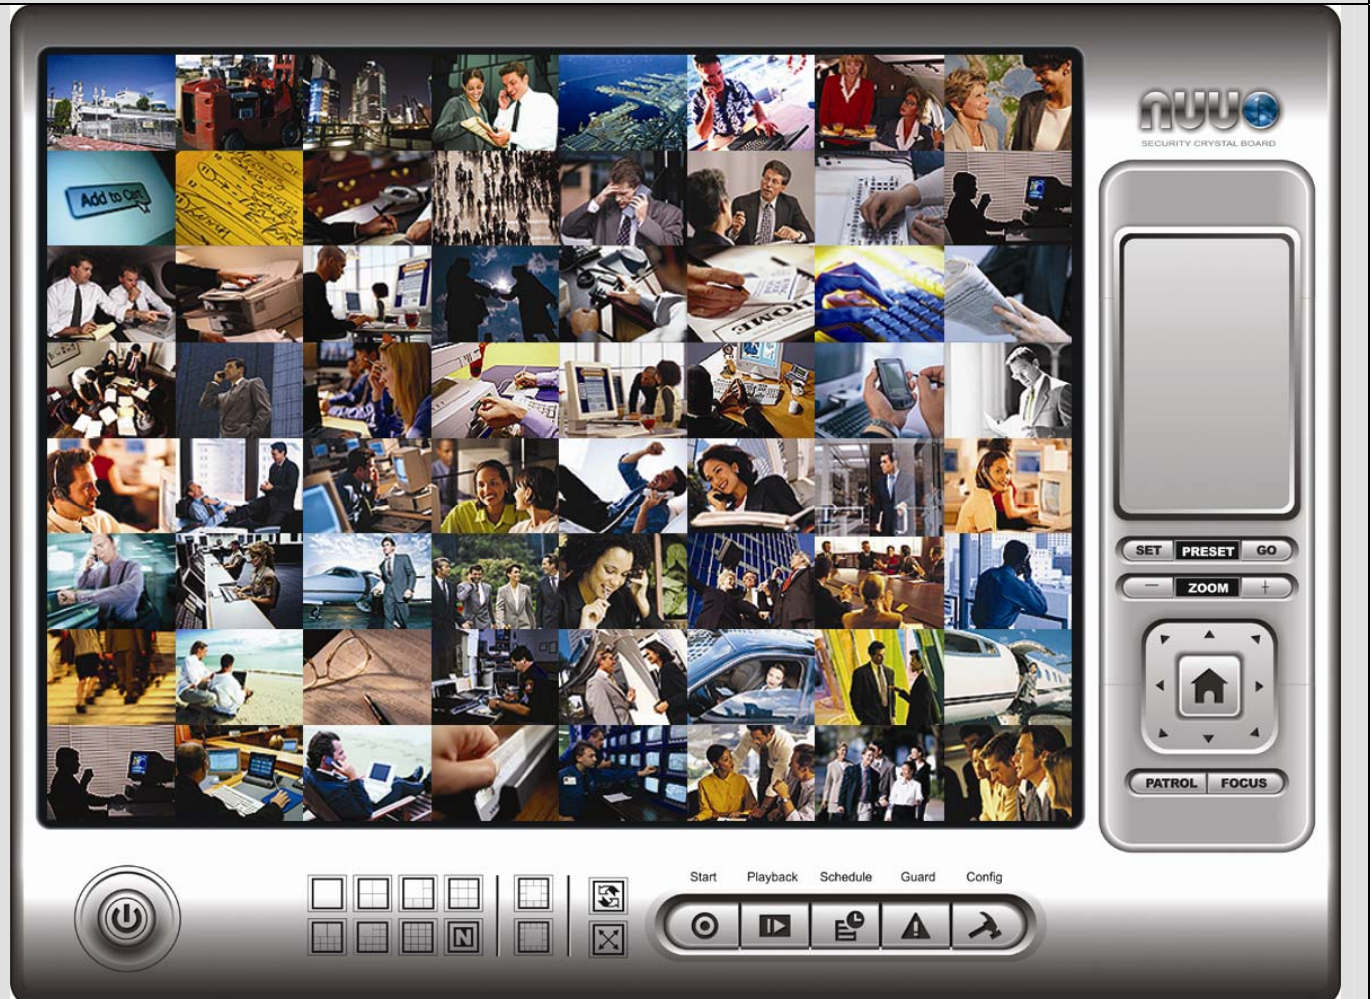 nuuo
SECURITY CRYSTAL BOARD
Add to Cart
HOME
SET PRESET GO
— ZOOM +
PATROL FOCUS
Start Playback Schedule Guard Config
N